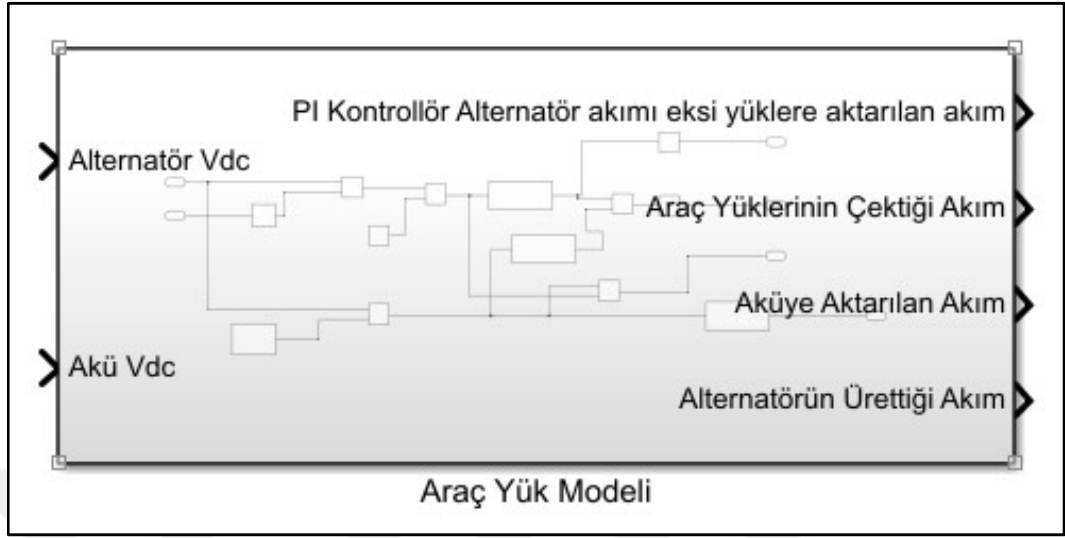 PI Kontrollör Alternatör akımı eksi yüklere aktarılan akım
Alternatör Vdc
Araç Yüklerinin Çektiği Akım
Aküye Aktarılan Akım
Akü Vdc
Alternatörün Ürettiği Akım
Araç Yük Modeli